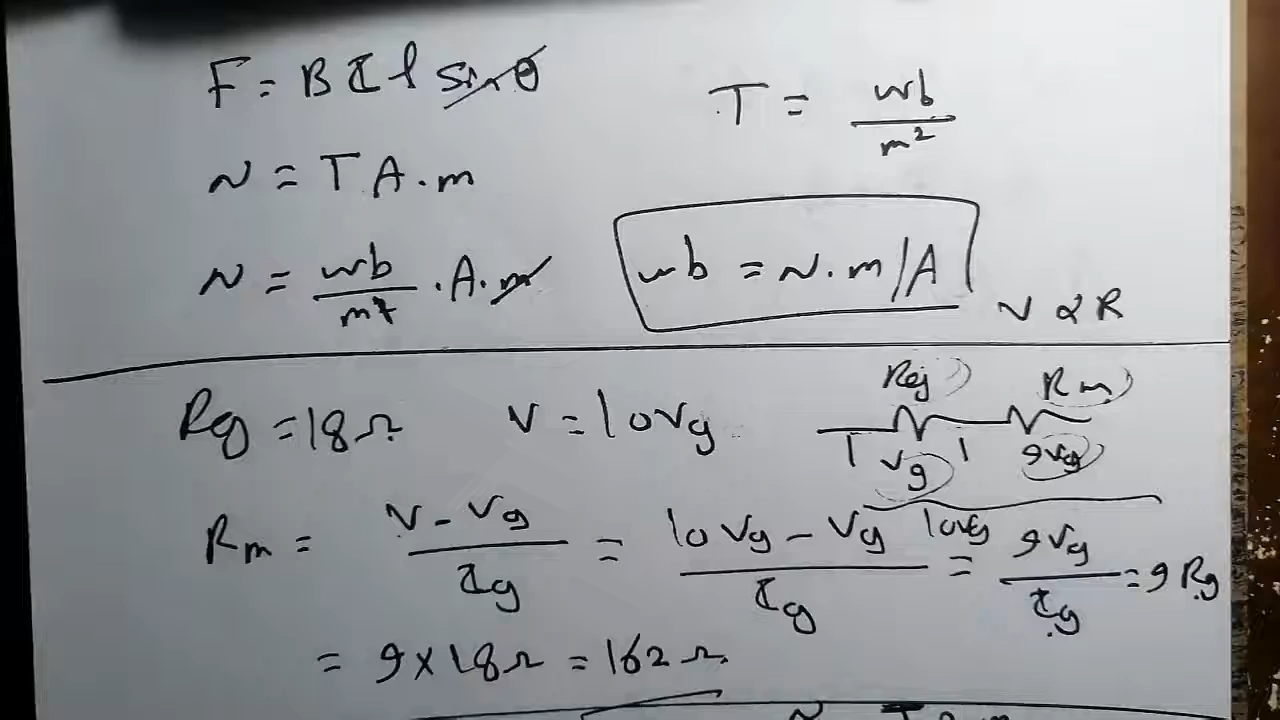 F = B I l sinθ
T = wb/m²
N = T A.m
N = wb/m² . A.m
wb = N.m/A
V α R
Rg = 18Ω V = 10Vg
Rg Rm
Vg 9Vg
10Vg
Rm = V - Vg / Ig = 10Vg - Vg / Ig = 9Vg / Ig = 9Rg
= 9 x 18Ω = 162Ω